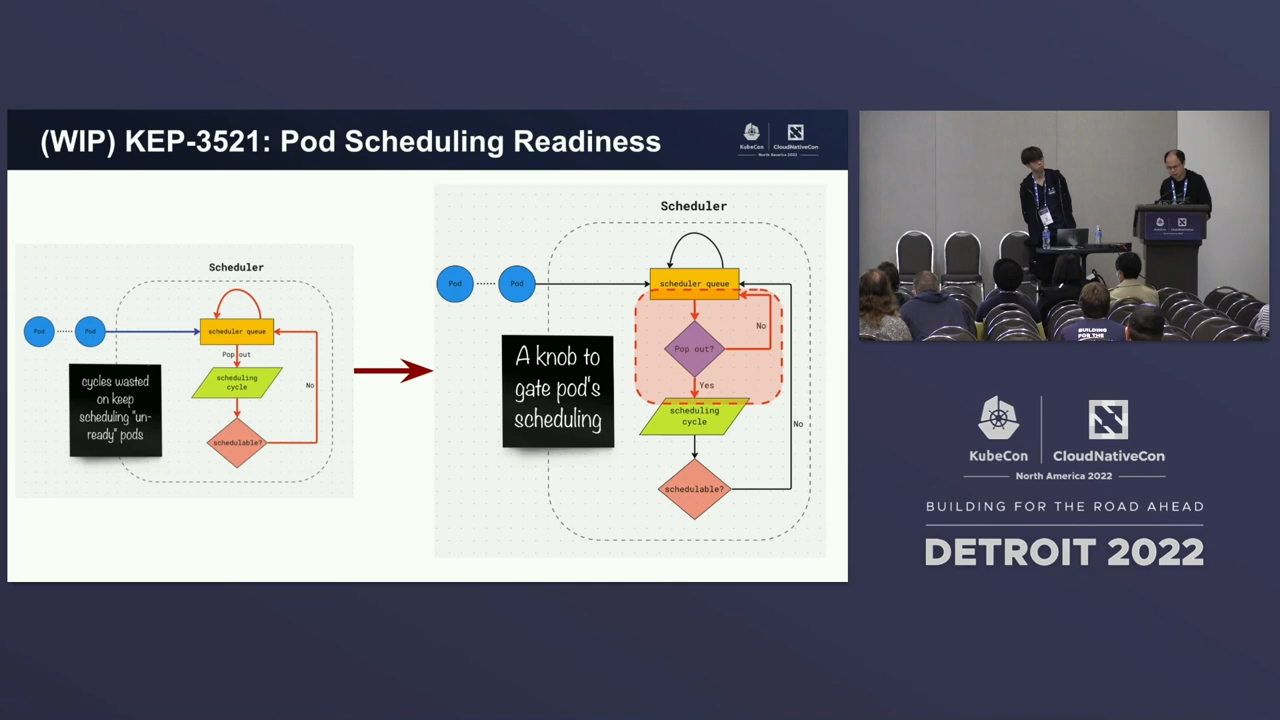 (WIP) KEP-3521: Pod Scheduling Readiness
KubeCon
CloudNativeCon
North America 2022
Scheduler
Pod
Pod
scheduler queue
Pop out
scheduling
cycle
No
schedulable?
cycles wasted
on keep
scheduling "un-
ready" pods
Scheduler
Pod
Pod
scheduler queue
No
Pop out?
Yes
scheduling
cycle
No
schedulable?
A knob to
gate pod's
scheduling
BUILDING
FOR THE
KubeCon
CloudNativeCon
North America 2022
BUILDING FOR THE ROAD AHEAD
DETROIT 2022